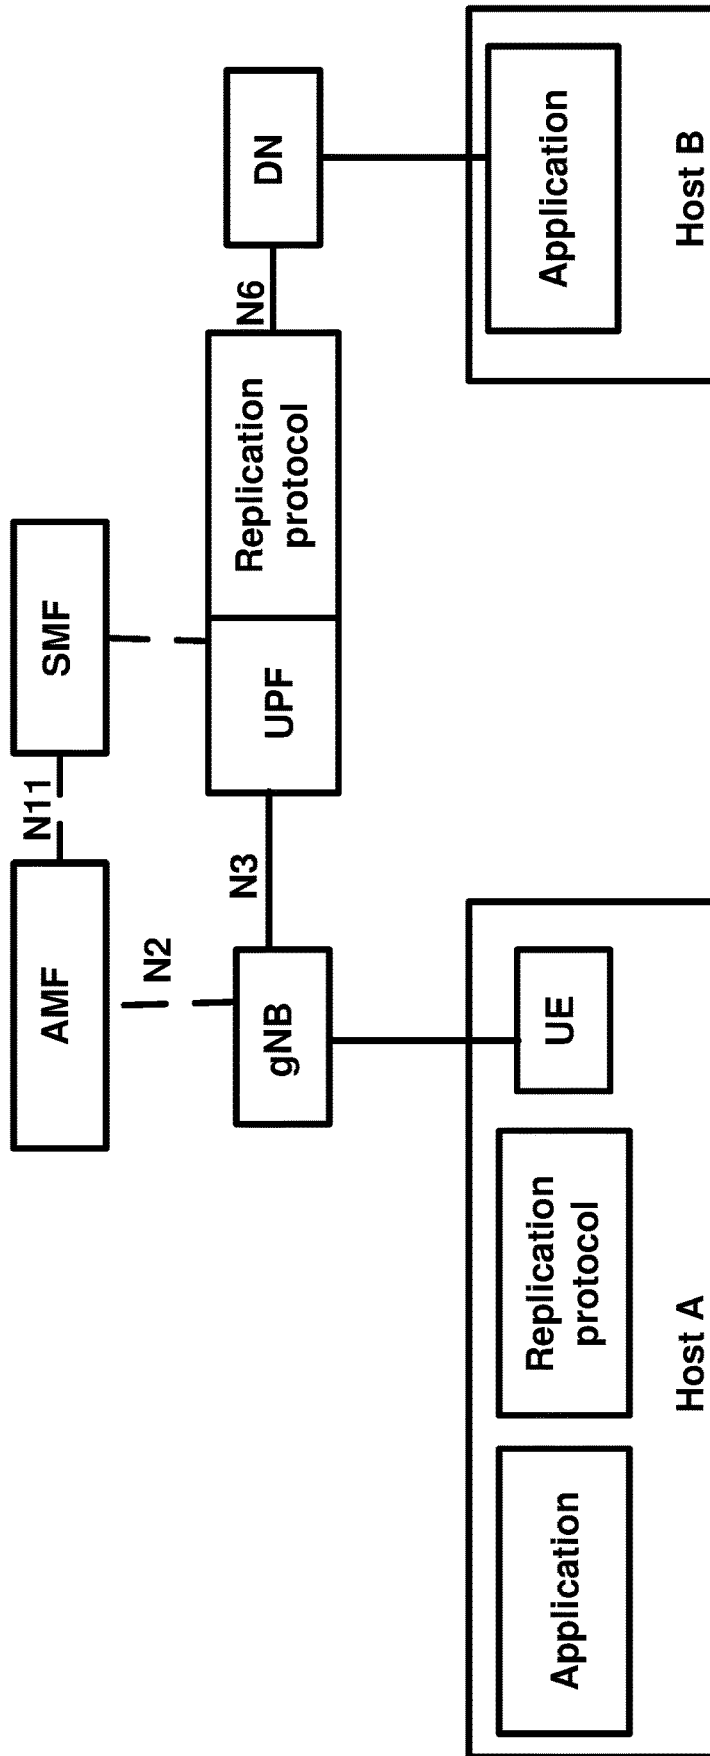 AMF
N11
SMF
N2
gNB
N3
UPF
Replication
protocol
N6
DN
Application
Replication
protocol
UE
Application
Host A
Host B